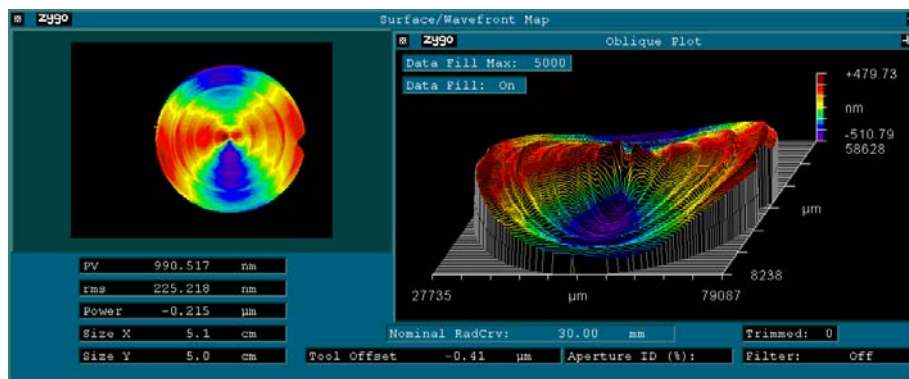 zygo Surface/Wavefront Map
zygo Oblique Plot
Data Fill Max: 5000
Data Fill: On
+479.73
nm
-510.79
58628
µm
8238
27735 µm 79087
PV 990.517 nm
rms 225.218 nm
Power -0.215 µm
Size X 5.1 cm
Size Y 5.0 cm
Nominal RadCrv: 30.00 mm
Trimmed: 0
Tool Offset -0.41 µm
Aperture ID (%):
Filter: Off